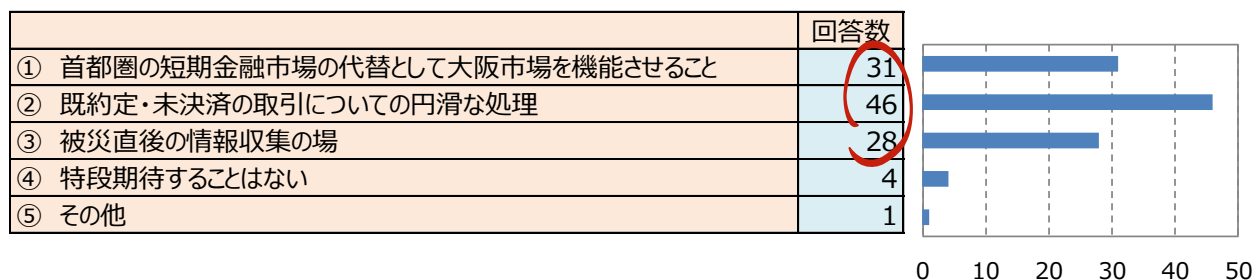 回答数
① 首都圏の短期金融市場の代替として大阪市場を機能させること 31
② 既約定・未決済の取引についての円滑な処理 46
③ 被災直後の情報収集の場 28
④ 特段期待することはない 4
⑤ その他 1
0 10 20 30 40 50